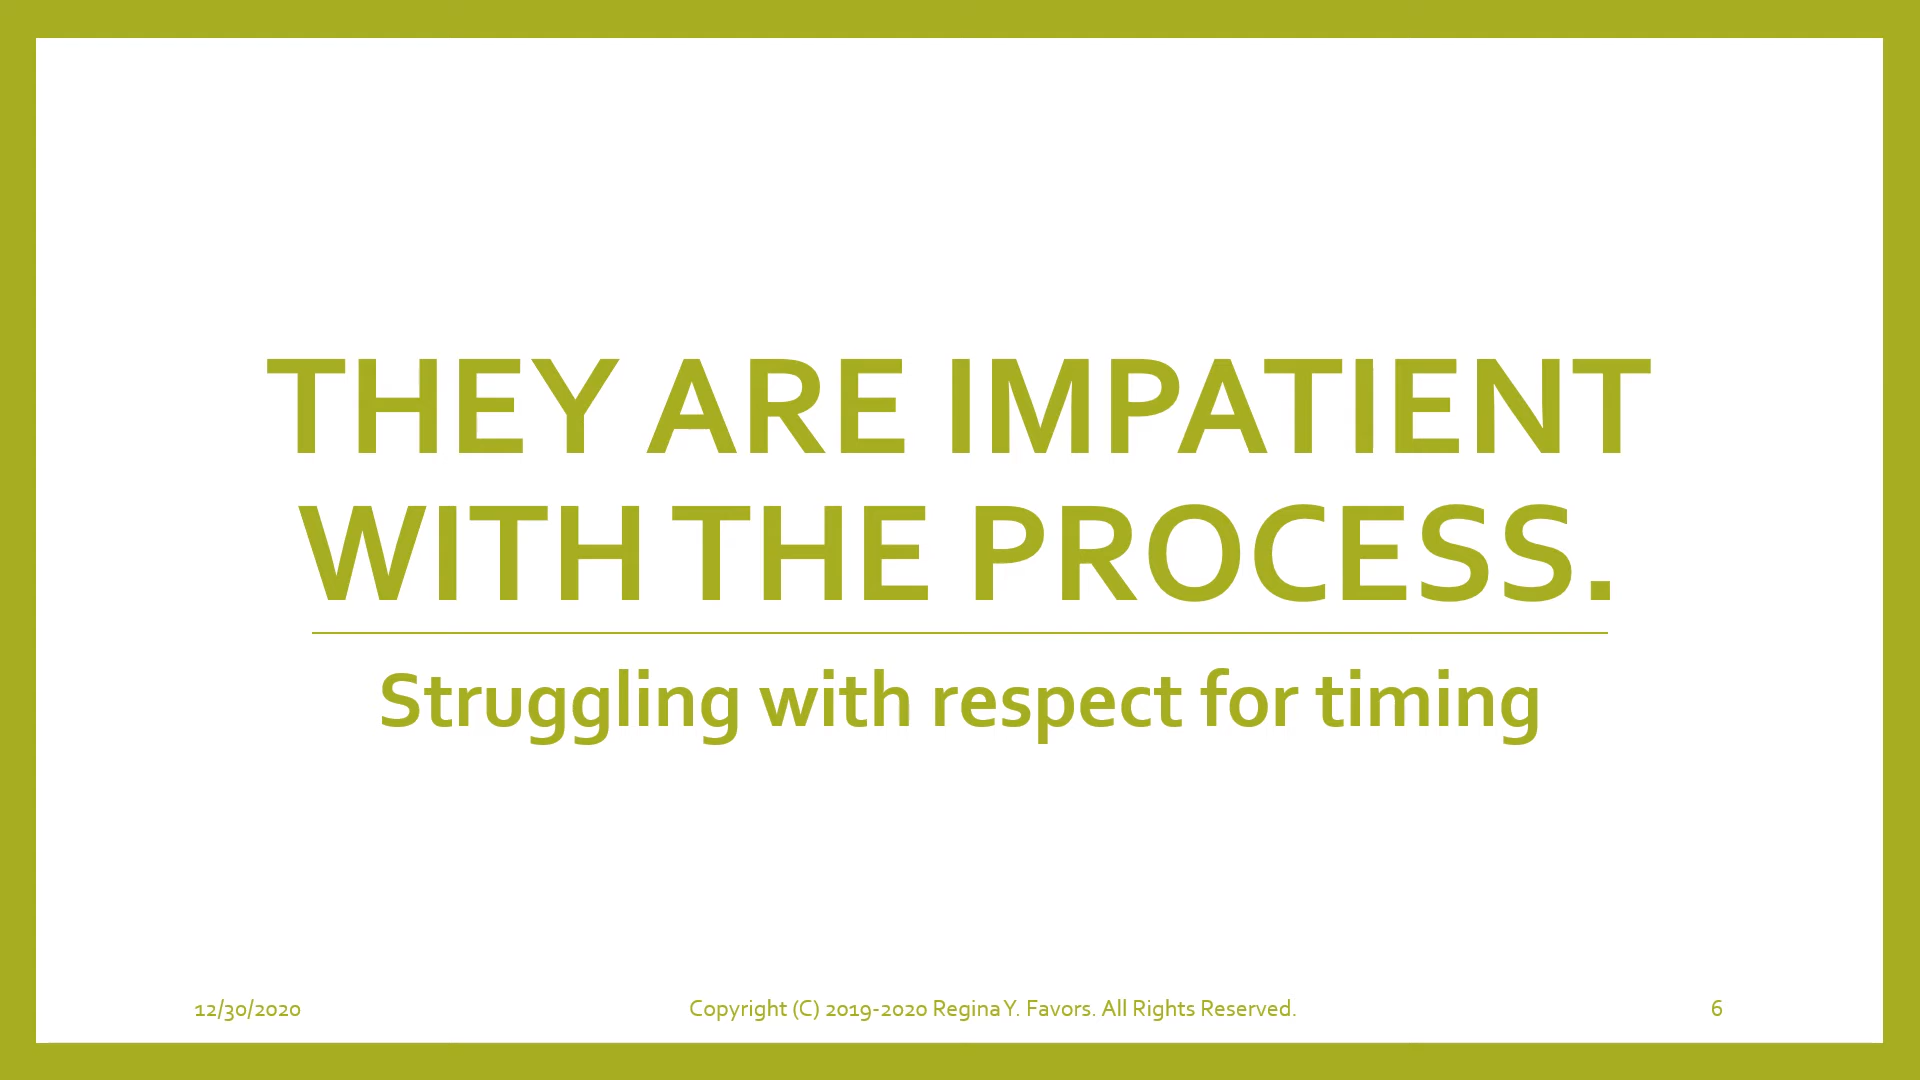 THEY ARE IMPATIENT
WITH THE PROCESS.
Struggling with respect for timing
12/30/2020
Copyright (C) 2019-2020 Regina Y. Favors. All Rights Reserved.
6